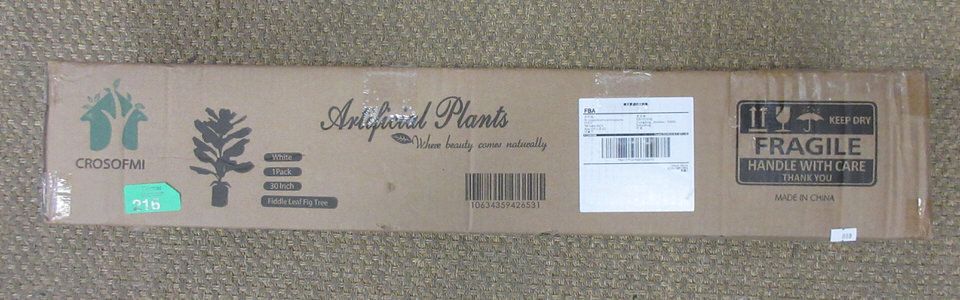 CROSOFMI
216
White
1Pack
30 Inch
Fiddle Leaf Fig Tree
Artificial Plants
Where beauty comes naturally
10634359426531
FBA
KEEP DRY
FRAGILE
HANDLE WITH CARE
THANK YOU
MADE IN CHINA